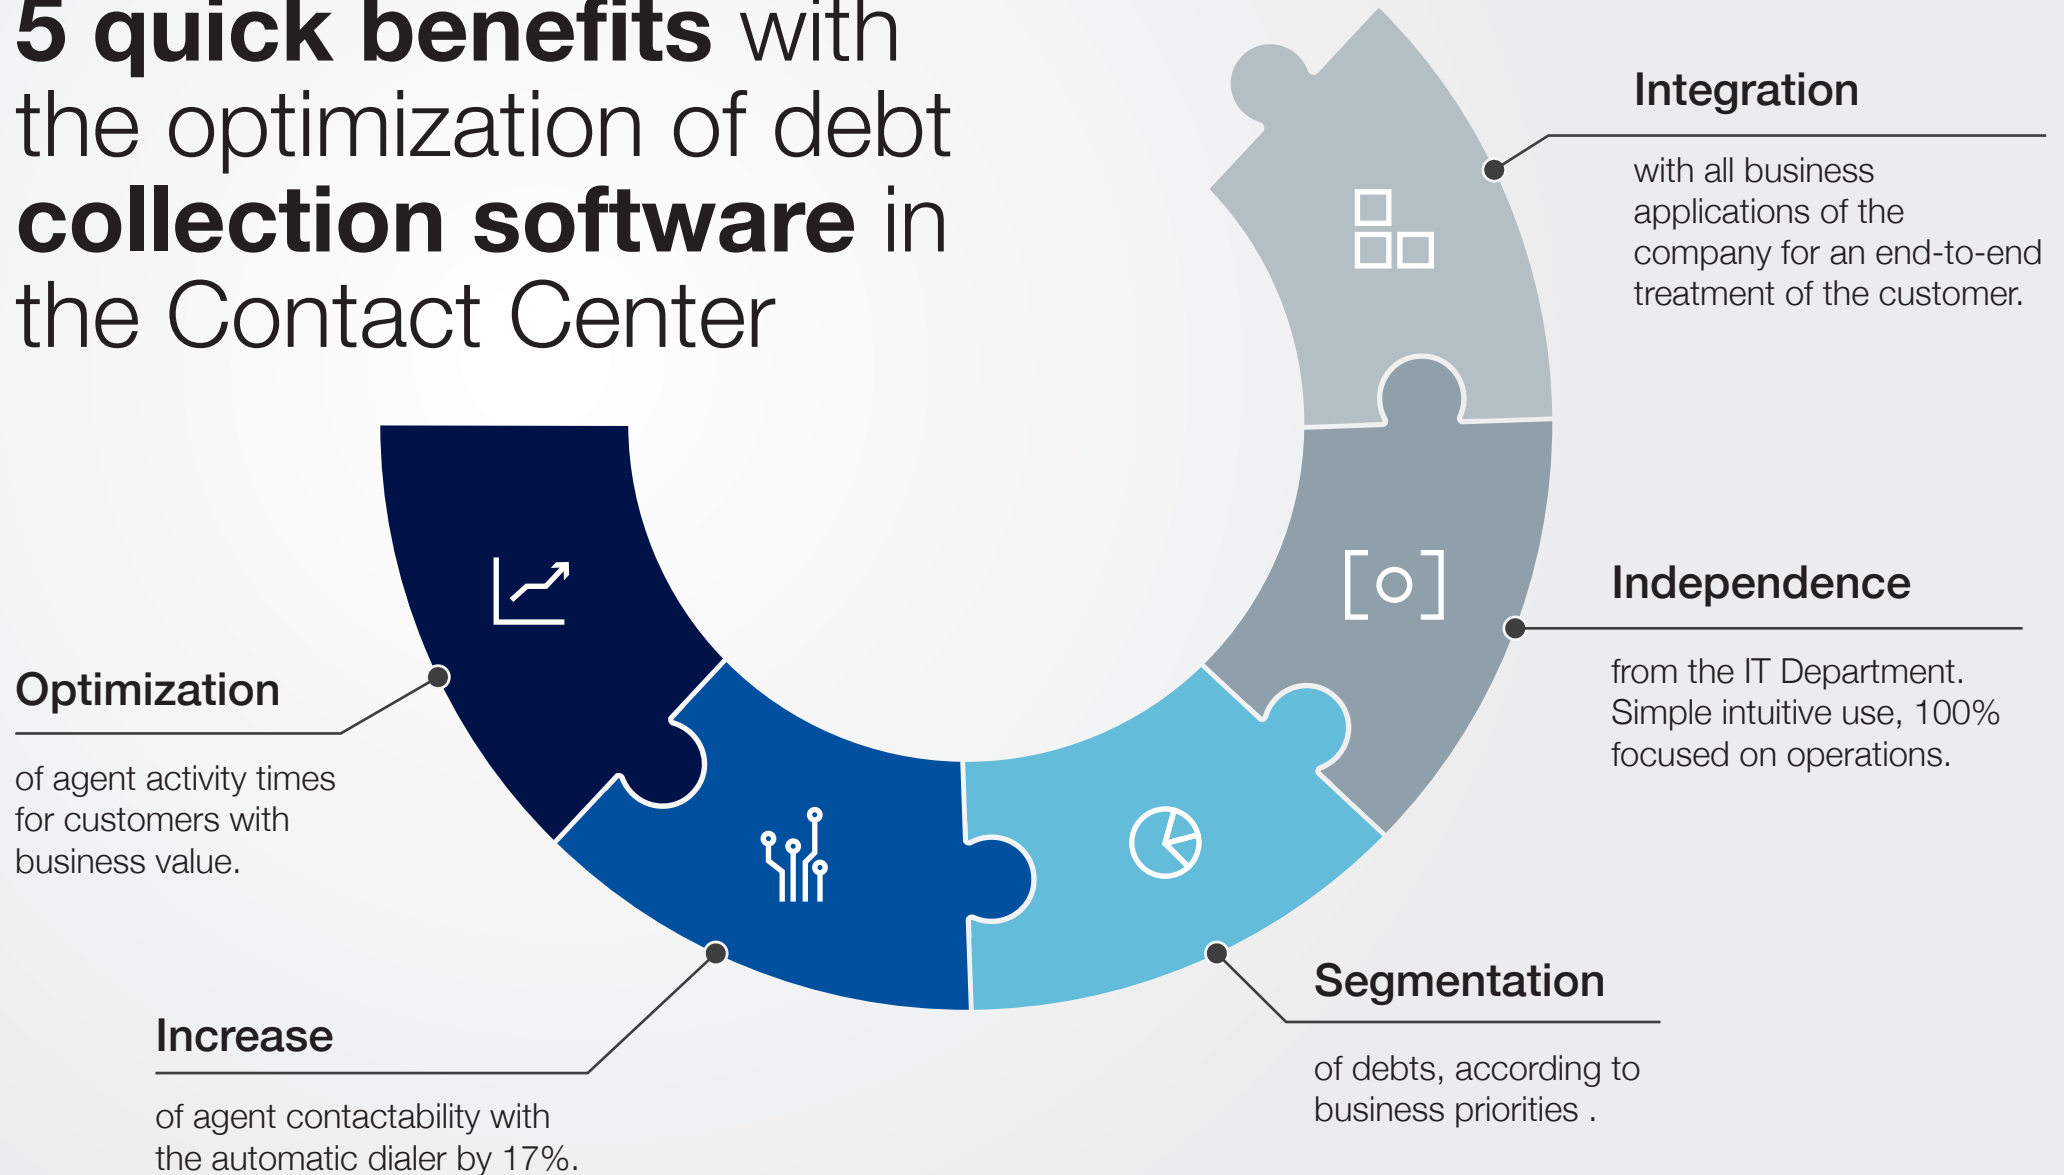 5 quick benefits with
the optimization of debt
collection software in
the Contact Center
Optimization
of agent activity times
for customers with
business value.
Increase
of agent contactability with
the automatic dialer by 17%.
Segmentation
of debts, according to
business priorities .
Independence
from the IT Department.
Simple intuitive use, 100%
focused on operations.
Integration
with all business
applications of the
company for an end-to-end
treatment of the customer.